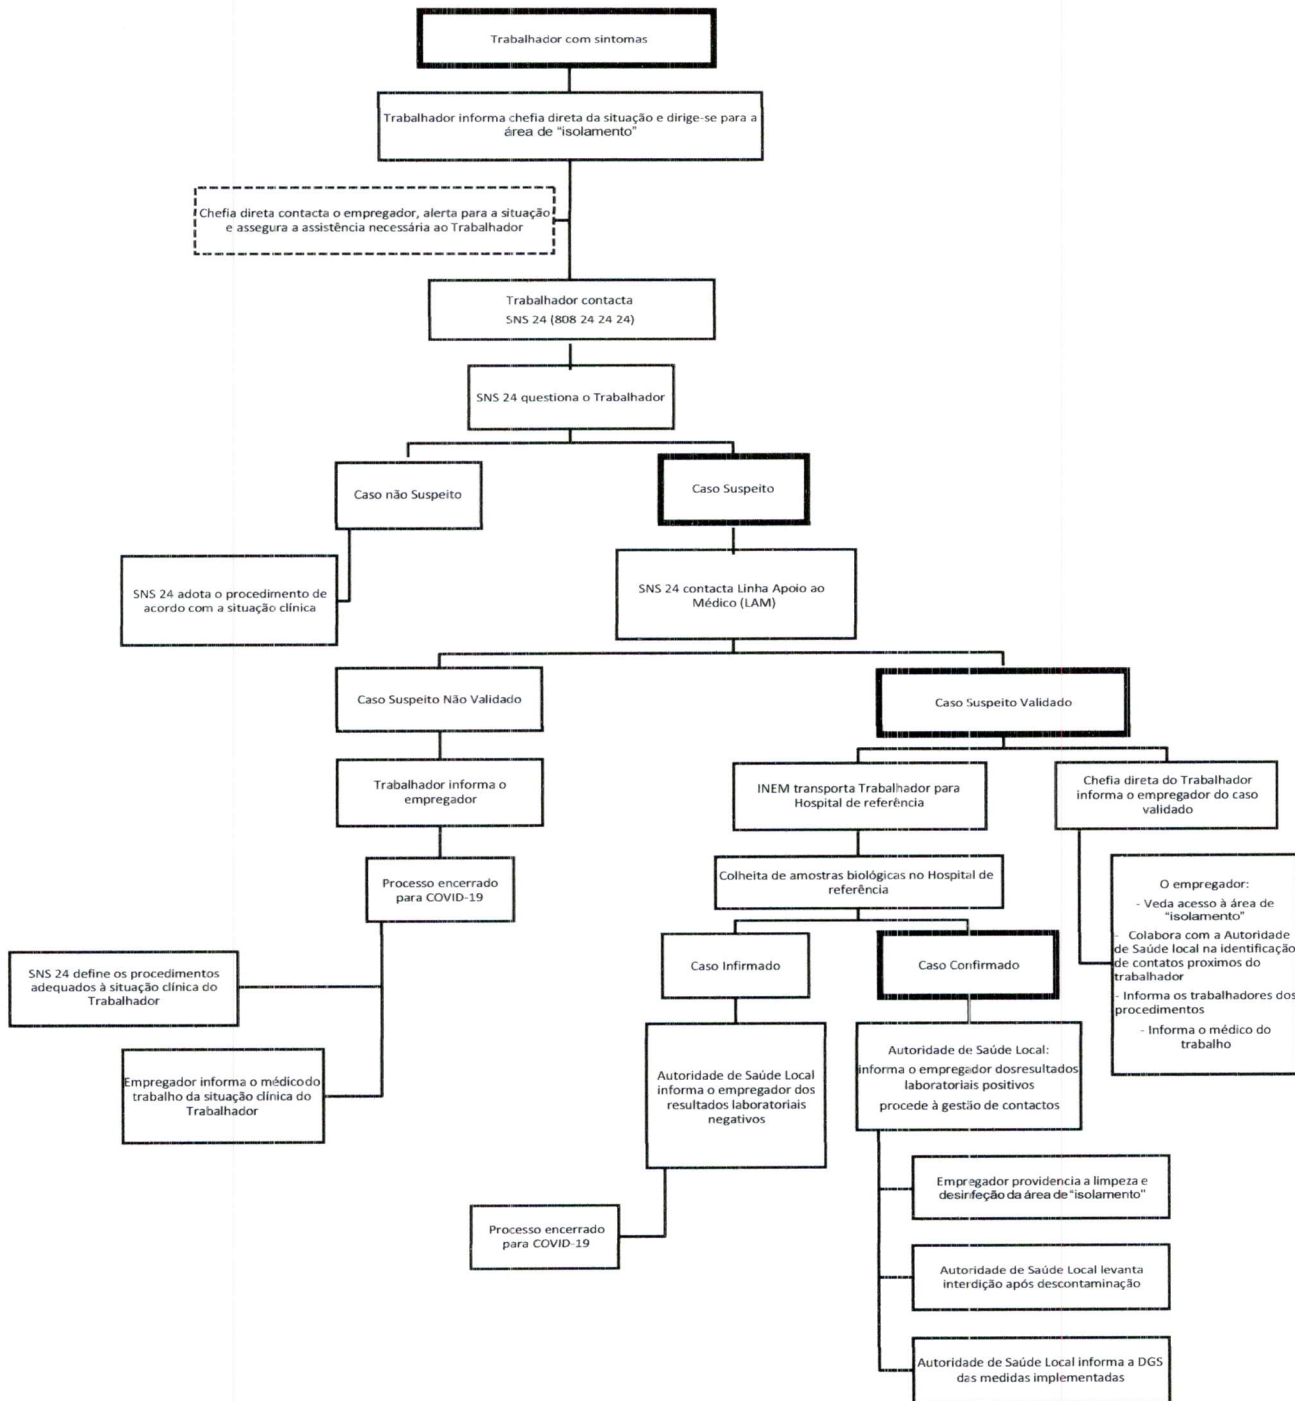 Trabalhador com sintomas
Trabalhador informa chefia direta da situação e dirige-se para a
área de "isolamento"
Chefia direta contacta o empregador, alerta para a situação
e assegura a assistência necessária ao Trabalhador
Trabalhador contacta
SNS 24 (808 24 24 24)
SNS 24 questiona o Trabalhador
Caso não Suspeito
Caso Suspeito
SNS 24 adota o procedimento de
acordo com a situação clínica
SNS 24 contacta Linha Apoio ao
Médico (LAM)
Caso Suspeito Não Validado
Caso Suspeito Validado
Trabalhador informa o
empregador
INEM transporta Trabalhador para
Hospital de referência
Chefia direta do Trabalhador
informa o empregador do caso
validado
Processo encerrado
para COVID-19
Colheita de amostras biológicas no Hospital de
referência
O empregador:
- Veda acesso à área de
"isolamento"
- Colabora com a Autoridade
de Saúde local na identificação
de contatos proximos do
trabalhador
- Informa os trabalhadores dos
procedimentos
- Informa o médico do
trabalho
SNS 24 define os procedimentos
adequados à situação clínica do
Trabalhador
Caso Infirmado
Caso Confirmado
Empregador informa o médicodo
trabalho da situação clínica do
Trabalhador
Autoridade de Saúde Local
informa o empregador dos
resultados laboratoriais
negativos
Autoridade de Saúde Local:
informa o empregador dosresultados
laboratoriais positivos
procede à gestão de contactos
Processo encerrado
para COVID-19
Empregador providencia a limpeza e
desinfeção da área de "isolamento"
Autoridade de Saúde Local levanta
interdição após descontaminação
Autoridade de Saúde Local informa a DGS
das medidas implementadas